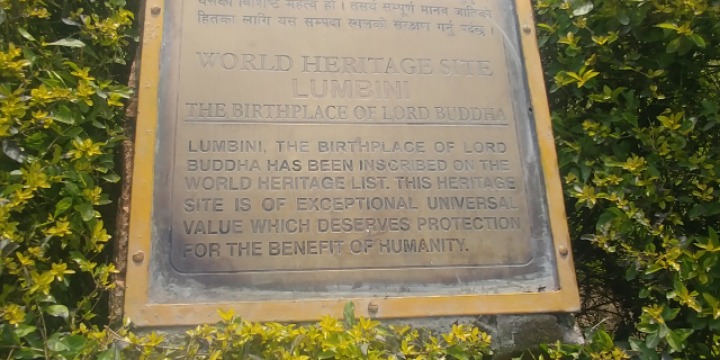 यसको विशिष्ट महत्व हो । तसर्थ सम्पूर्ण मानव जातिको
हितका लागि यस सम्पदा स्थलको संरक्षण गर्नु पर्दछ ।
WORLD HERITAGE SITE
LUMBINI
THE BIRTHPLACE OF LORD BUDDHA
LUMBINI, THE BIRTHPLACE OF LORD
BUDDHA HAS BEEN INSCRIBED ON THE
WORLD HERITAGE LIST. THIS HERITAGE
SITE IS OF EXCEPTIONAL UNIVERSAL
VALUE WHICH DESERVES PROTECTION
FOR THE BENEFIT OF HUMANITY.